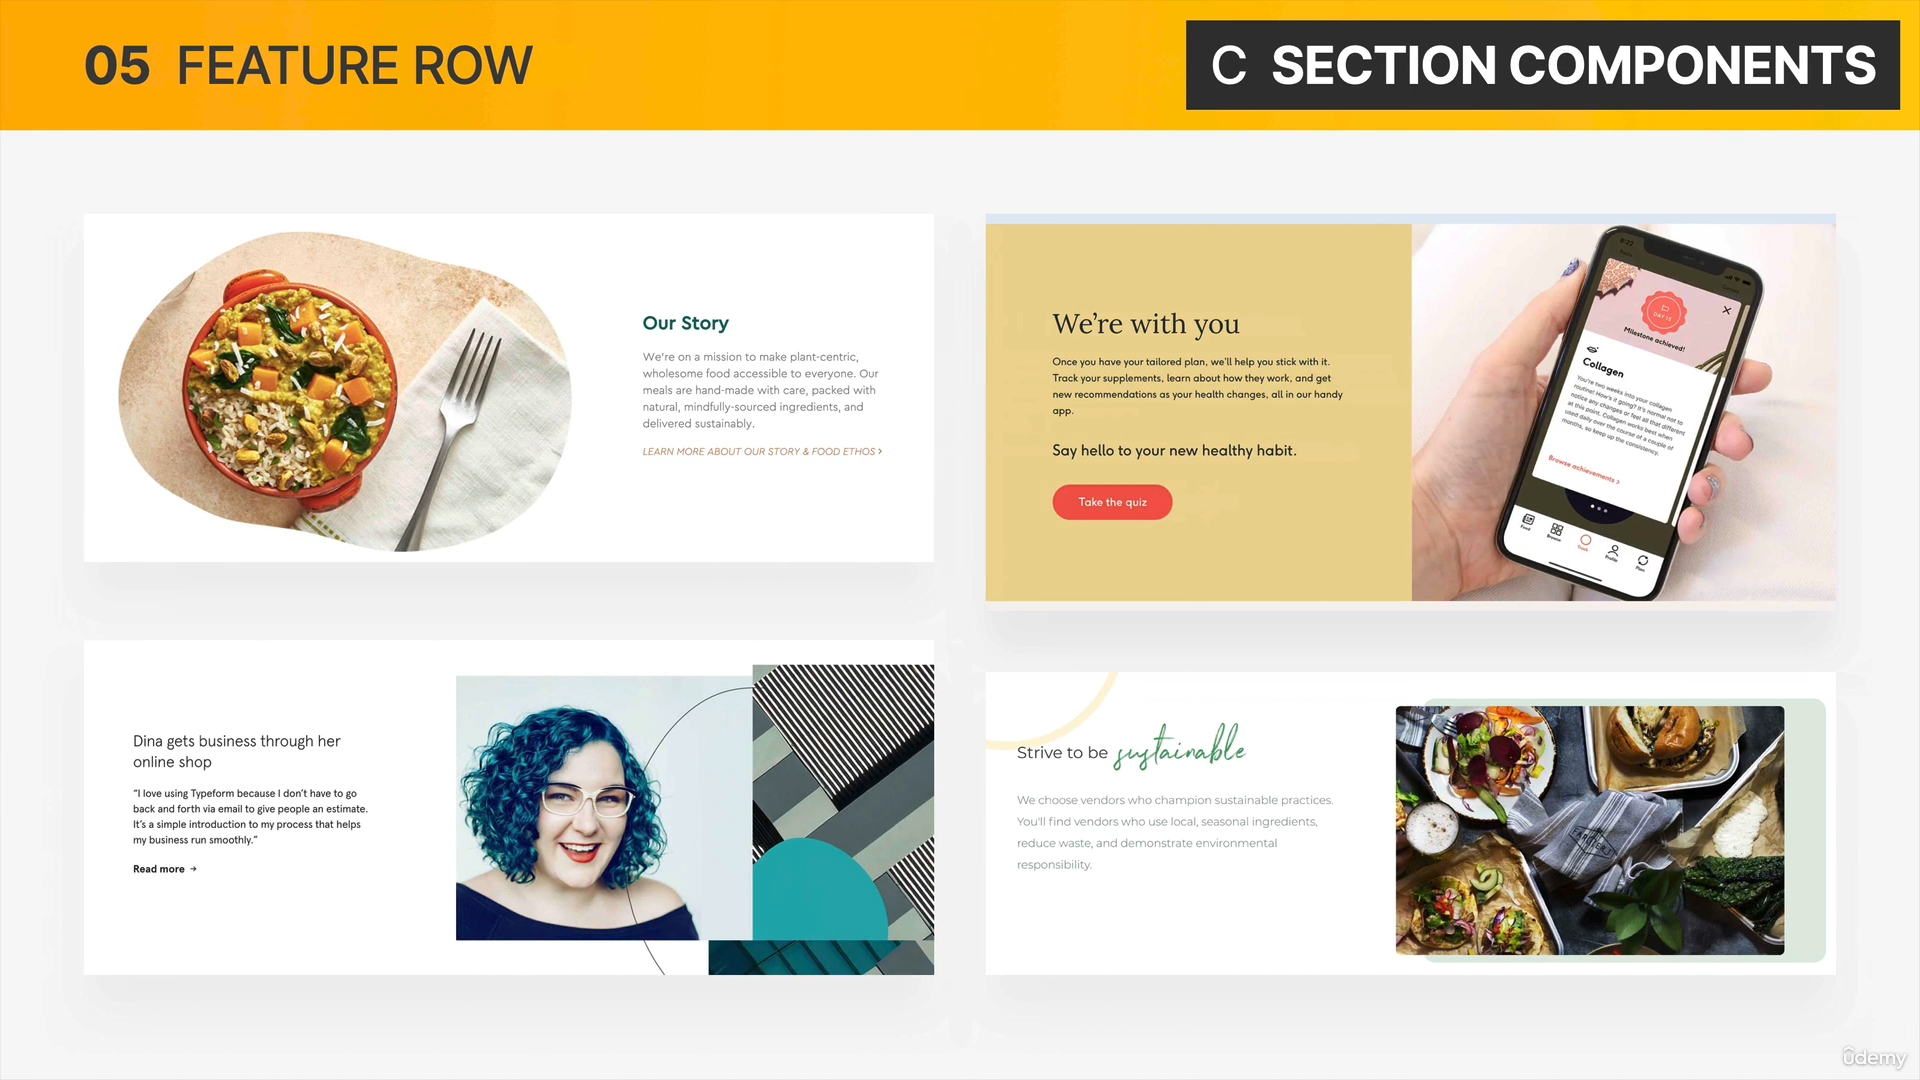 05 FEATURE ROW
C SECTION COMPONENTS
Our Story
We're on a mission to make plant-centric,
wholesome food accessible to everyone. Our
meals are hand-made with care, packed with
natural, mindfully-sourced ingredients, and
delivered sustainably.
LEARN MORE ABOUT OUR STORY & FOOD ETHOS >
We're with you
Once you have your tailored plan, we'll help you stick with it.
Track your supplements, learn about how they work, and get
new recommendations as your health changes, all in our handy
app.
Say hello to your new healthy habit.
Take the quiz
8:22
DAY 15
Milestone achieved!
Collagen
You're two weeks into your collagen
routine! How's it going? It's normal not to
notice any changes or feel all that different
at this point. Collagen works best when
used daily over the course of a couple of
months, so keep up the consistency.
Browse achievements >
Feed
Browse
Track
Profile
Plan
Dina gets business through her
online shop
“I love using Typeform because I don't have to go
back and forth via email to give people an estimate.
It's a simple introduction to my process that helps
my business run smoothly.”
Read more →
Strive to be sustainable
We choose vendors who champion sustainable practices.
You'll find vendors who use local, seasonal ingredients,
reduce waste, and demonstrate environmental
responsibility.
udemy